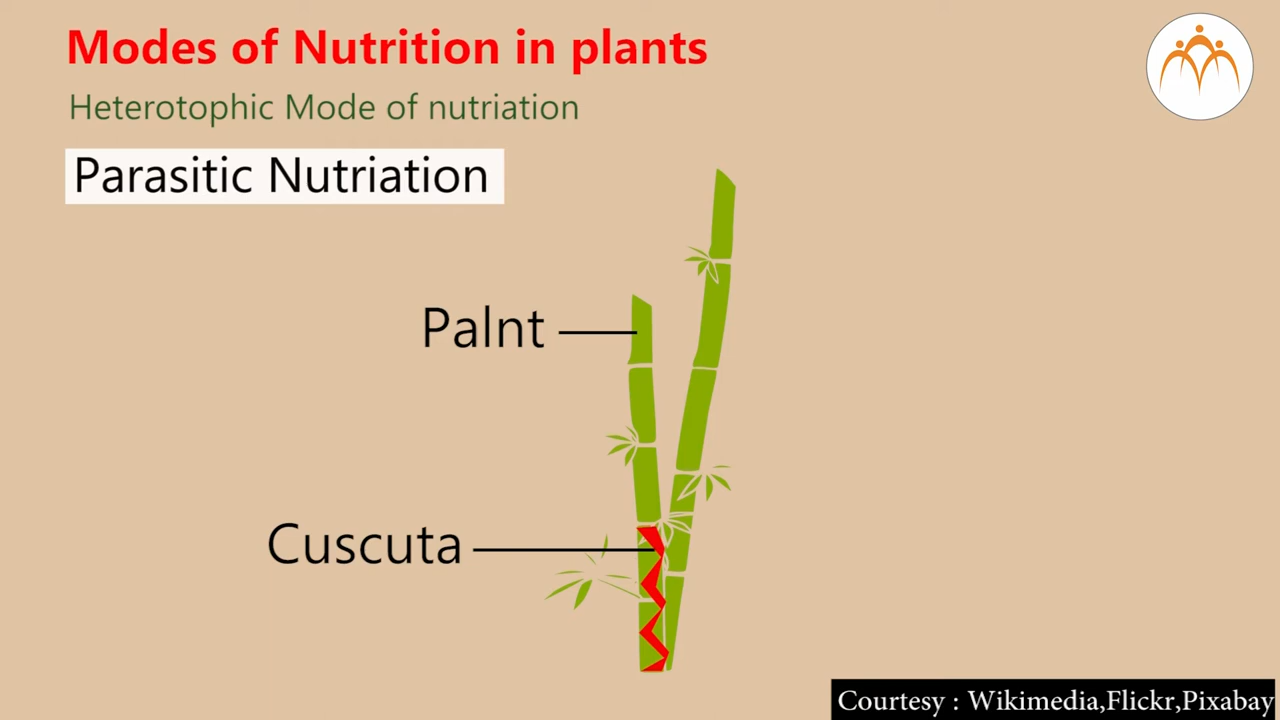 Modes of Nutrition in plants
Heterotophic Mode of nutriation
Parasitic Nutriation
Palnt
Cuscuta
Courtesy : Wikimedia,Flickr,Pixabay